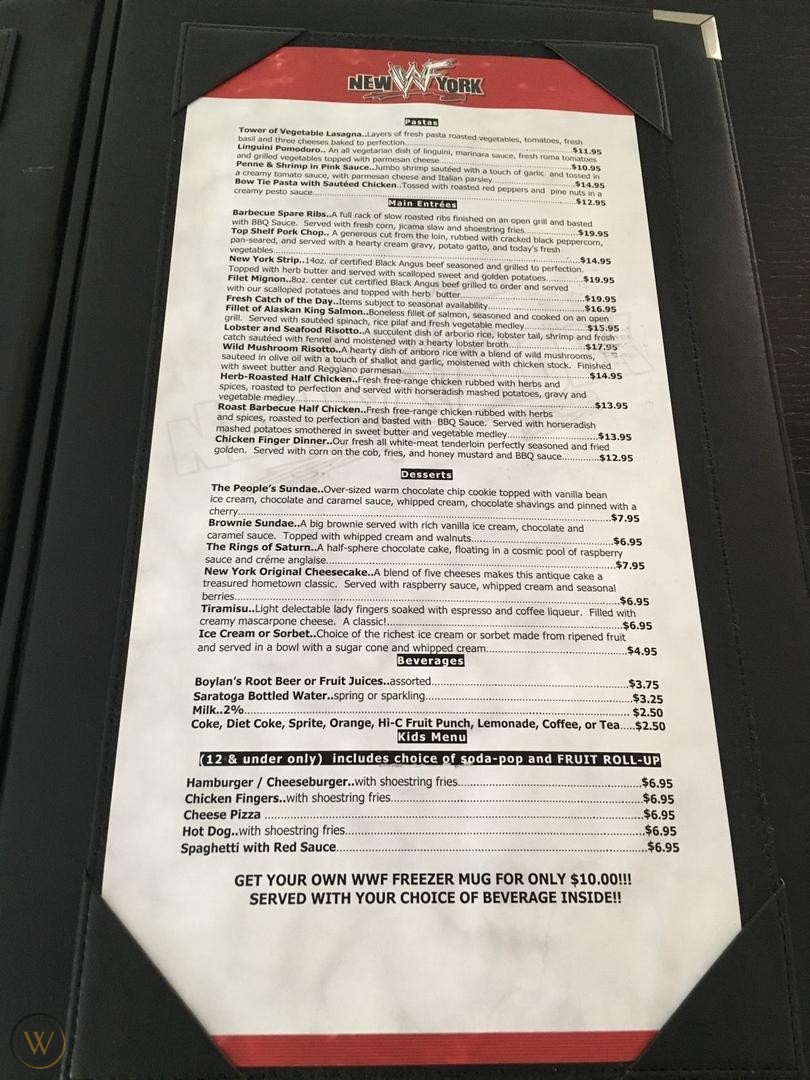 NEW WF YORK
Pastas
Tower of Vegetable Lasagna..Layers of fresh pasta roasted vegetables, tomatoes, fresh
basil and three cheeses baked to perfection...$11.95
Linguini Pomodoro.. An all vegetarian dish of linguini, marinara sauce, fresh roma tomatoes
and grilled vegetables topped with parmesan cheese...$10.95
Penne & Shrimp in Pink Sauce..Jumbo shrimp sautéed with a touch of garlic and tossed in
a creamy tomato sauce, with parmesan cheese and Italian parsley...$14.95
Bow Tie Pasta with Sautéed Chicken..Tossed with roasted red peppers and pine nuts in a
creamy pesto sauce...$12.95
Main Entrées
Barbecue Spare Ribs..A full rack of slow roasted ribs finished on an open grill and basted
with BBQ Sauce. Served with fresh corn, jicama slaw and shoestring fries...$19.95
Top Shelf Pork Chop.. A generous cut from the loin, rubbed with cracked black peppercorn,
pan-seared, and served with a hearty cream gravy, potato gatto, and today's fresh
vegetables...$14.95
New York Strip..14oz. of certified Black Angus beef seasoned and grilled to perfection.
Topped with herb butter and served with scalloped sweet and golden potatoes...$19.95
Filet Mignon..8oz. center cut certified Black Angus beef grilled to order and served
with our scalloped potatoes and topped with herb butter...$19.95
Fresh Catch of the Day..Items subject to seasonal availability...$16.95
Fillet of Alaskan King Salmon..Boneless fillet of salmon, seasoned and cooked on an open
grill. Served with sautéed spinach, rice pilaf and fresh vegetable medley...$15.95
Lobster and Seafood Risotto..A succulent dish of arborio rice, lobster tail, shrimp and fresh
catch sautéed with fennel and moistened with a hearty lobster broth...$17.95
Wild Mushroom Risotto..A hearty dish of ariboro rice with a blend of wild mushrooms,
sauteed in olive oil with a touch of shallot and garlic, moistened with chicken stock. Finished
with sweet butter and Reggiano parmesan...$14.95
Herb-Roasted Half Chicken..Fresh free-range chicken rubbed with herbs and
spices, roasted to perfection and served with horseradish mashed potatoes, gravy and
vegetable medley...$13.95
Roast Barbecue Half Chicken..Fresh free-range chicken rubbed with herbs
and spices, roasted to perfection and basted with BBQ Sauce. Served with horseradish
mashed potatoes smothered in sweet butter and vegetable medley...$13.95
Chicken Finger Dinner..Our fresh all white-meat tenderloin perfectly seasoned and fried
golden. Served with corn on the cob, fries, and honey mustard and BBQ sauce...$12.95
Desserts
The People's Sundae..Over-sized warm chocolate chip cookie topped with vanilla bean
ice cream, chocolate and caramel sauce, whipped cream, chocolate shavings and pinned with a
cherry...$7.95
Brownie Sundae..A big brownie served with rich vanilla ice cream, chocolate and
caramel sauce. Topped with whipped cream and walnuts...$6.95
The Rings of Saturn..A half-sphere chocolate cake, floating in a cosmic pool of raspberry
sauce and créme anglaise...$7.95
New York Original Cheesecake..A blend of five cheeses makes this antique cake a
treasured hometown classic. Served with raspberry sauce, whipped cream and seasonal
berries...$6.95
Tiramisu..Light delectable lady fingers soaked with espresso and coffee liqueur. Filled with
creamy mascarpone cheese. A classic!...$6.95
Ice Cream or Sorbet..Choice of the richest ice cream or sorbet made from ripened fruit
and served in a bowl with a sugar cone and whipped cream...$4.95
Beverages
Boylan's Root Beer or Fruit Juices..assorted...$3.75
Saratoga Bottled Water..spring or sparkling...$3.25
Milk..2%...$2.50
Coke, Diet Coke, Sprite, Orange, Hi-C Fruit Punch, Lemonade, Coffee, or Tea....$2.50
Kids Menu
(12 & under only) includes choice of soda-pop and FRUIT ROLL-UP
Hamburger / Cheeseburger..with shoestring fries...$6.95
Chicken Fingers..with shoestring fries...$6.95
Cheese Pizza ...$6.95
Hot Dog..with shoestring fries...$6.95
Spaghetti with Red Sauce...$6.95
GET YOUR OWN WWF FREEZER MUG FOR ONLY $10.00!!!
SERVED WITH YOUR CHOICE OF BEVERAGE INSIDE!!
W